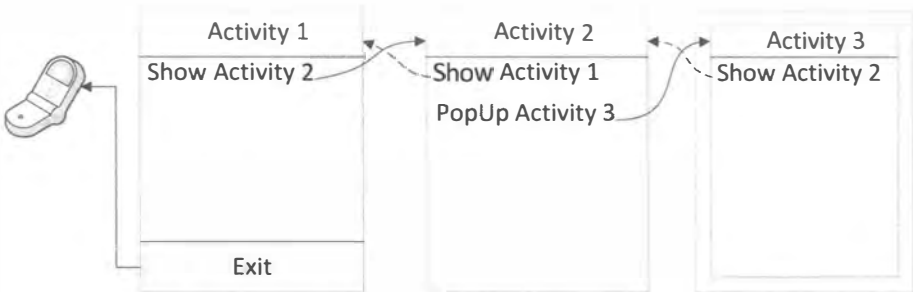 Activity 1
Show Activity 2
Exit
Activity 2
Show Activity 1
PopUp Activity 3
Activity 3
Show Activity 2